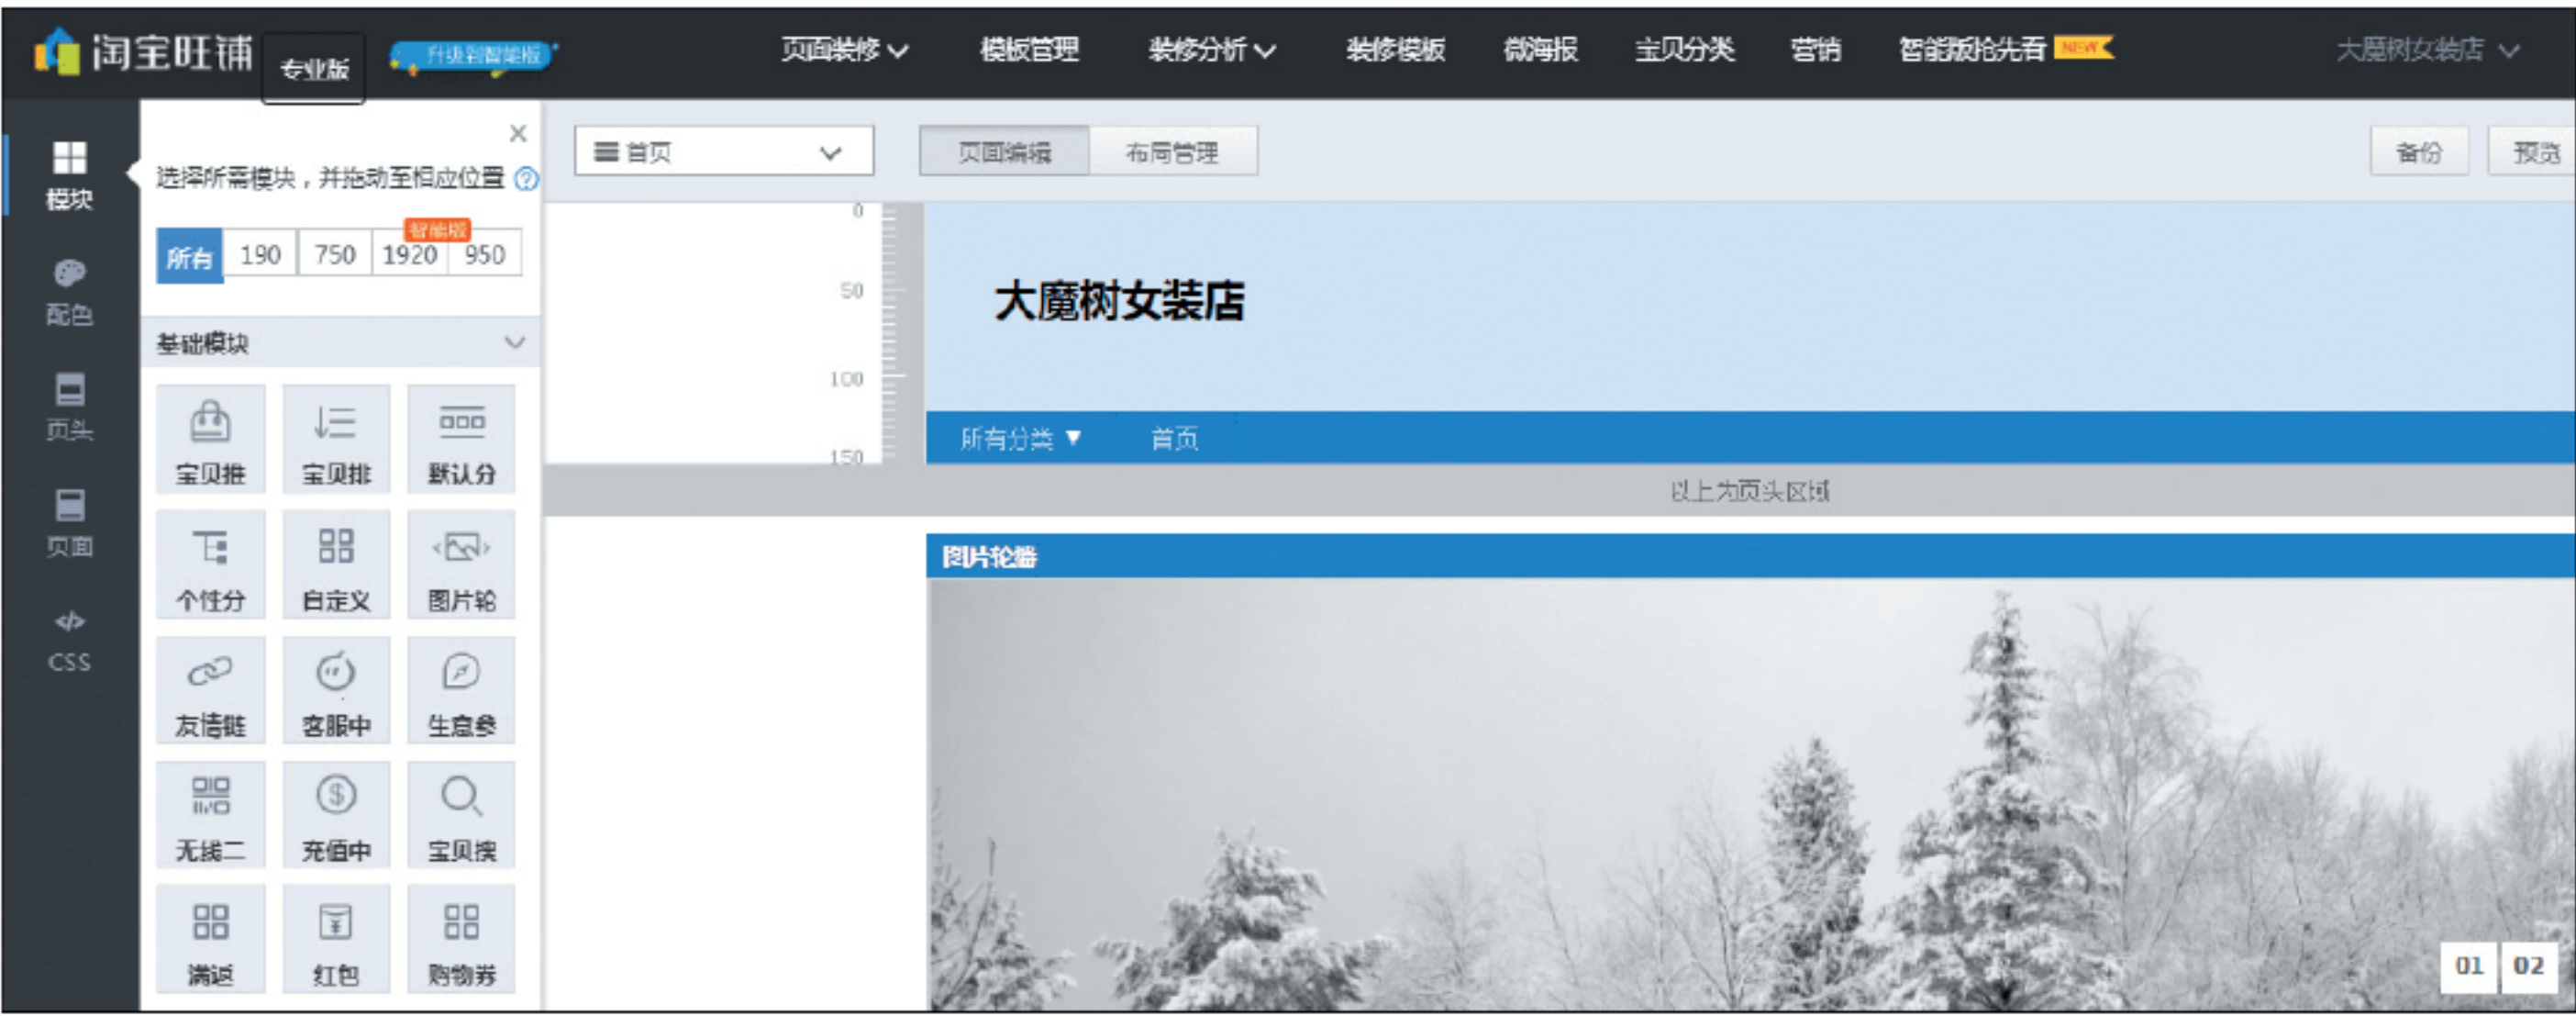 淘宝旺铺 专业版 升级到智能版 页面装修 模板管理 装修分析 装修模板 微海报 宝贝分类 营销 智能版抢先看 NEW 大魔树女装店
模块
配色
页头
页面
CSS
选择所需模块，并拖动至相应位置
智能版
所有 190 750 1920 950
基础模块
宝贝推 宝贝排 默认分
个性分 自定义 图片轮
友情链 客服中 生意参
无线二 充值中 宝贝搜
满返 红包 购物券
首页 页面编辑 布局管理 备份 预览
0
50
100
150
大魔树女装店
所有分类 首页
以上为页头区域
图片轮播
01 02